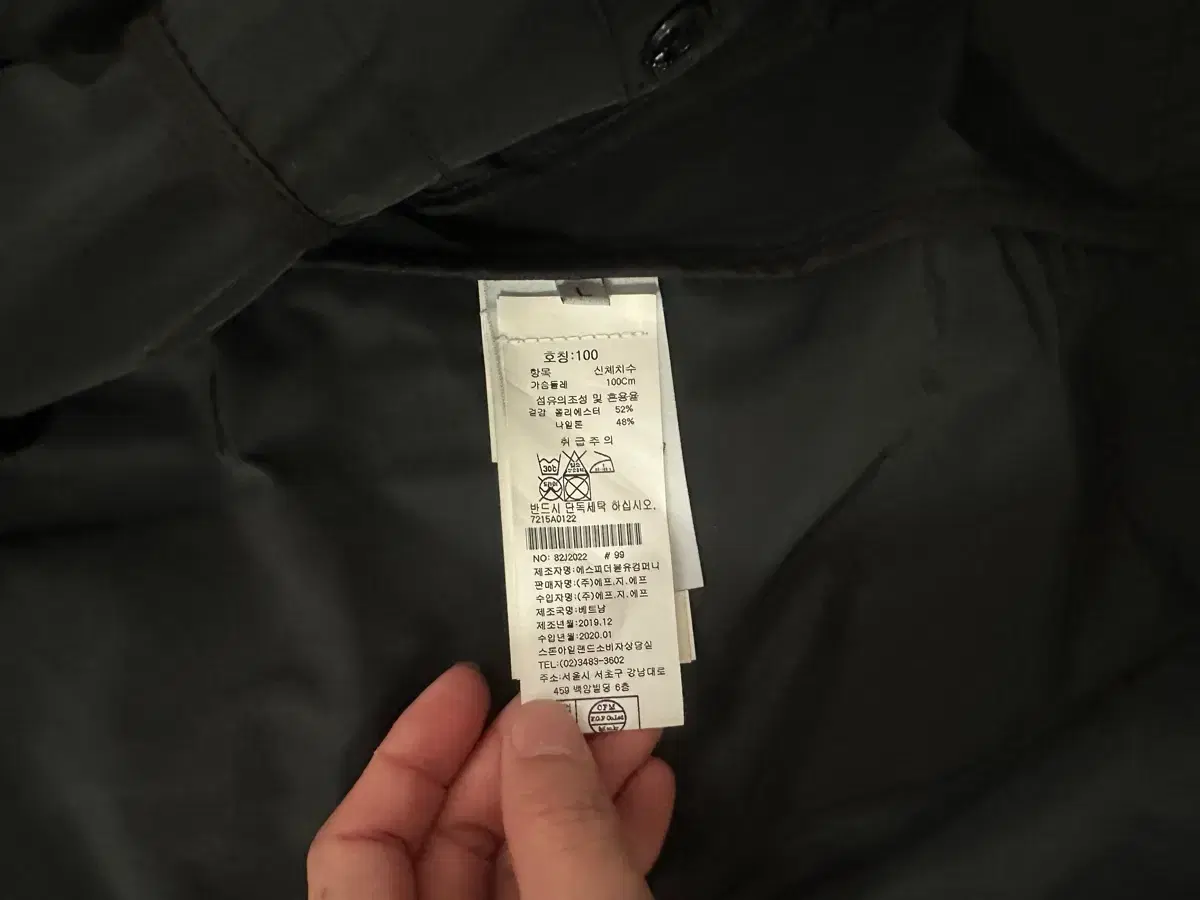 L
호칭:100
항목 신체치수
가슴둘레 100Cm
섬유의조성 및 혼용율
겉감 폴리에스터 52%
나일론 48%
취급주의
30℃
드라이
반드시 단독세탁 하십시오.
7215A0122
NO: 82J2022 # 99
제조자명:에스피더블유컴퍼니
판매자명:(주)에프.지.에프
수입자명:(주)에프.지.에프
제조국명:베트남
제조년월:2019.12
수입년월:2020.01
스톤아일랜드소비자상담실
TEL:(02)3483-3602
주소:서울시 서초구 강남대로
459 백암빌딩 6층
F.G.F Outlet